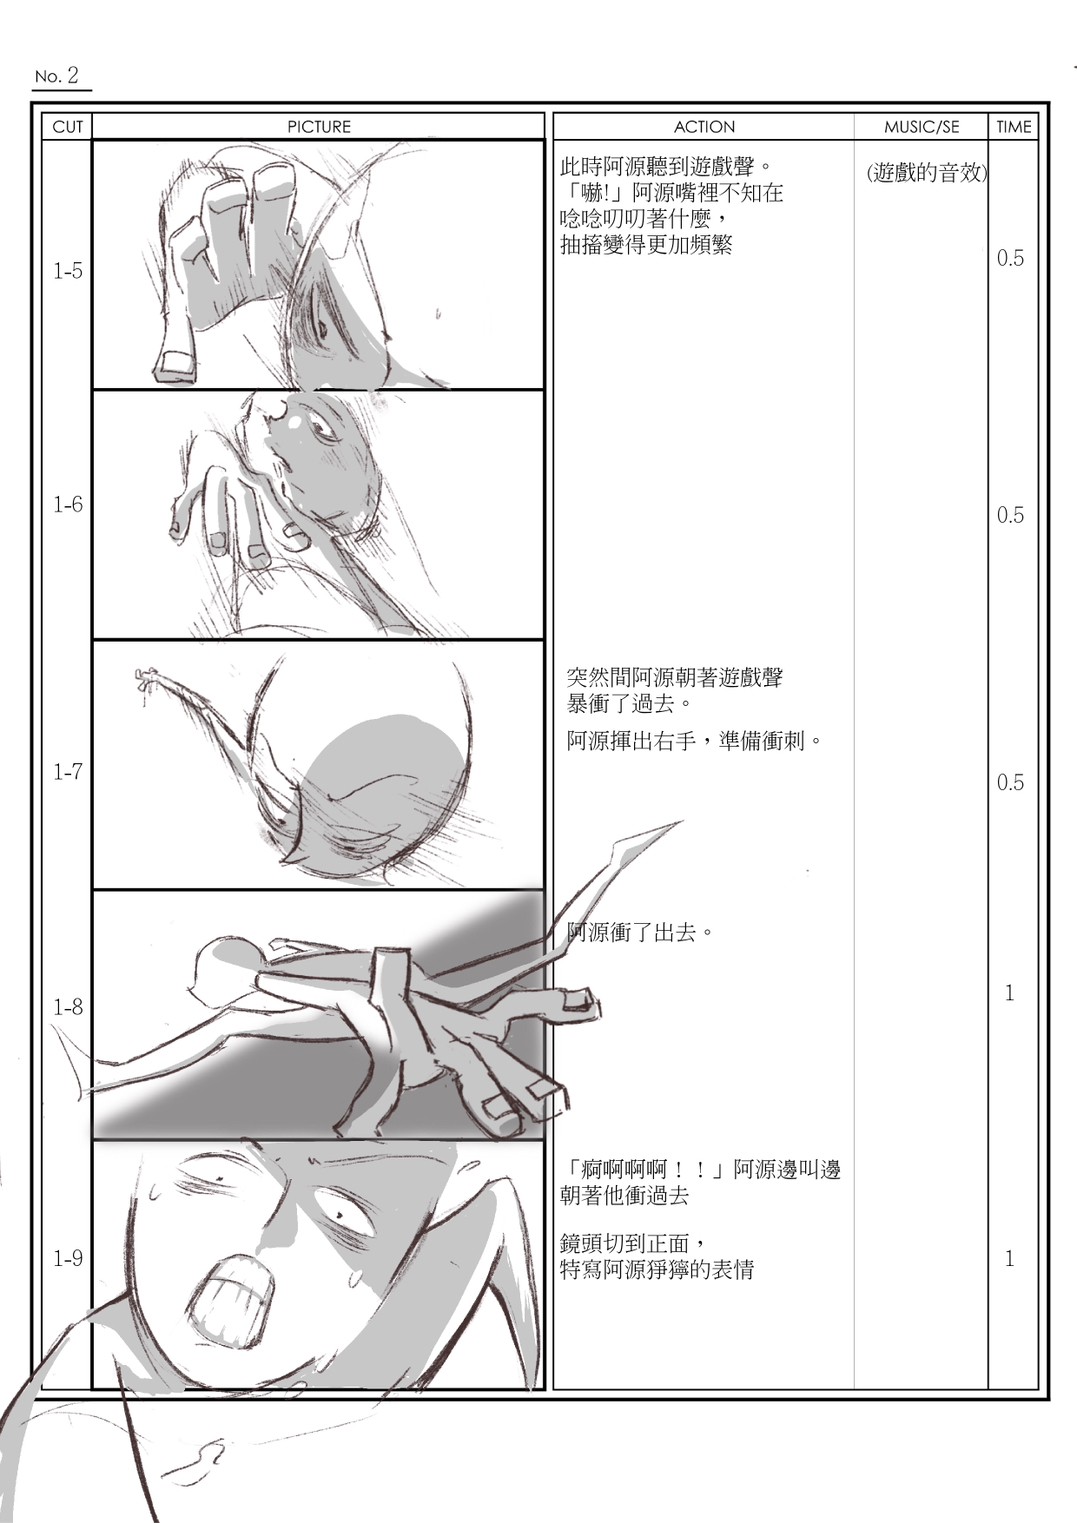 No. 2
CUT
PICTURE
ACTION
MUSIC/SE
TIME
1-5
此時阿源聽到遊戲聲。
「嚇!」阿源嘴裡不知在
唸唸叨叨著什麼，
抽搐變得更加頻繁
(遊戲的音效)
0.5
1-6
0.5
1-7
突然間阿源朝著遊戲聲
暴衝了過去。
阿源揮出右手，準備衝刺。
0.5
1-8
阿源衝了出去。
1
1-9
「痾啊啊啊！！」阿源邊叫邊
朝著他衝過去
鏡頭切到正面，
特寫阿源猙獰的表情
1